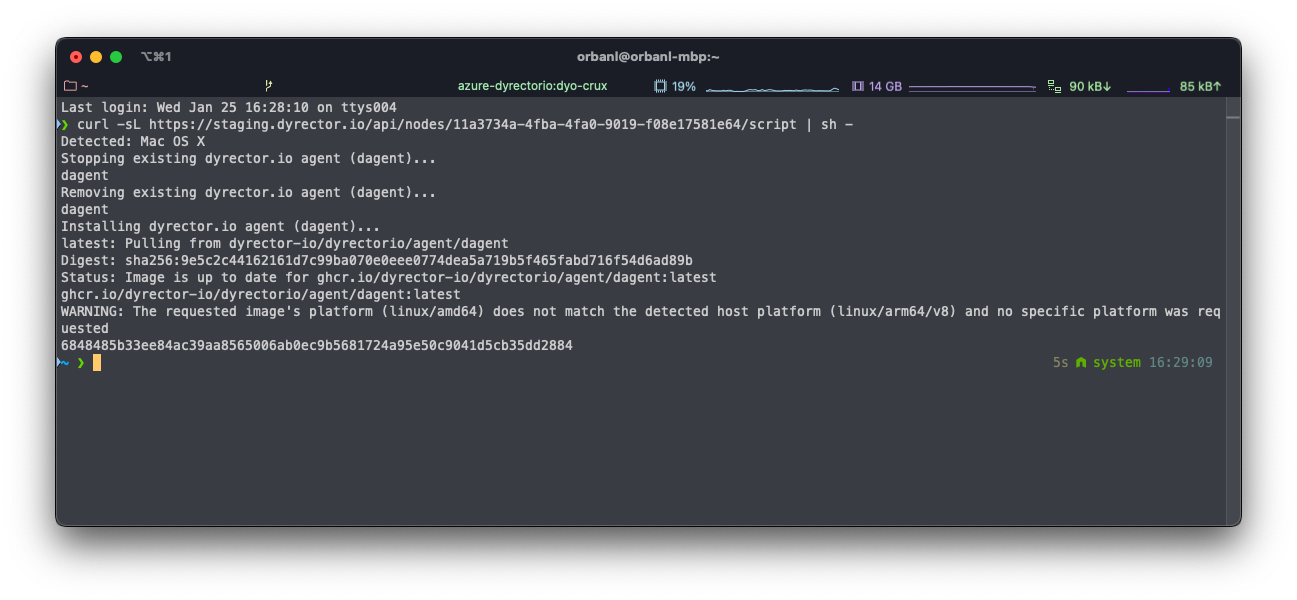 ⌥⌘1 orbanl@orbanl-mbp:~
~ azure-dyrectorio:dyo-crux 19% 14 GB 90 kB↓ 85 kB↑
Last login: Wed Jan 25 16:28:10 on ttys004
❯ curl -sL https://staging.dyrector.io/api/nodes/11a3734a-4fba-4fa0-9019-f08e17581e64/script | sh -
Detected: Mac OS X
Stopping existing dyrector.io agent (dagent)...
dagent
Removing existing dyrector.io agent (dagent)...
dagent
Installing dyrector.io agent (dagent)...
latest: Pulling from dyrector-io/dyrectorio/agent/dagent
Digest: sha256:9e5c2c44162161d7c99ba070e0eee0774dea5a719b5f465fabd716f54d6ad89b
Status: Image is up to date for ghcr.io/dyrector-io/dyrectorio/agent/dagent:latest
ghcr.io/dyrector-io/dyrectorio/agent/dagent:latest
WARNING: The requested image's platform (linux/amd64) does not match the detected host platform (linux/arm64/v8) and no specific platform was req
uested
6848485b33ee84ac39aa8565006ab0ec9b5681724a95e50c9041d5cb35dd2884
~ ❯ 5s system 16:29:09